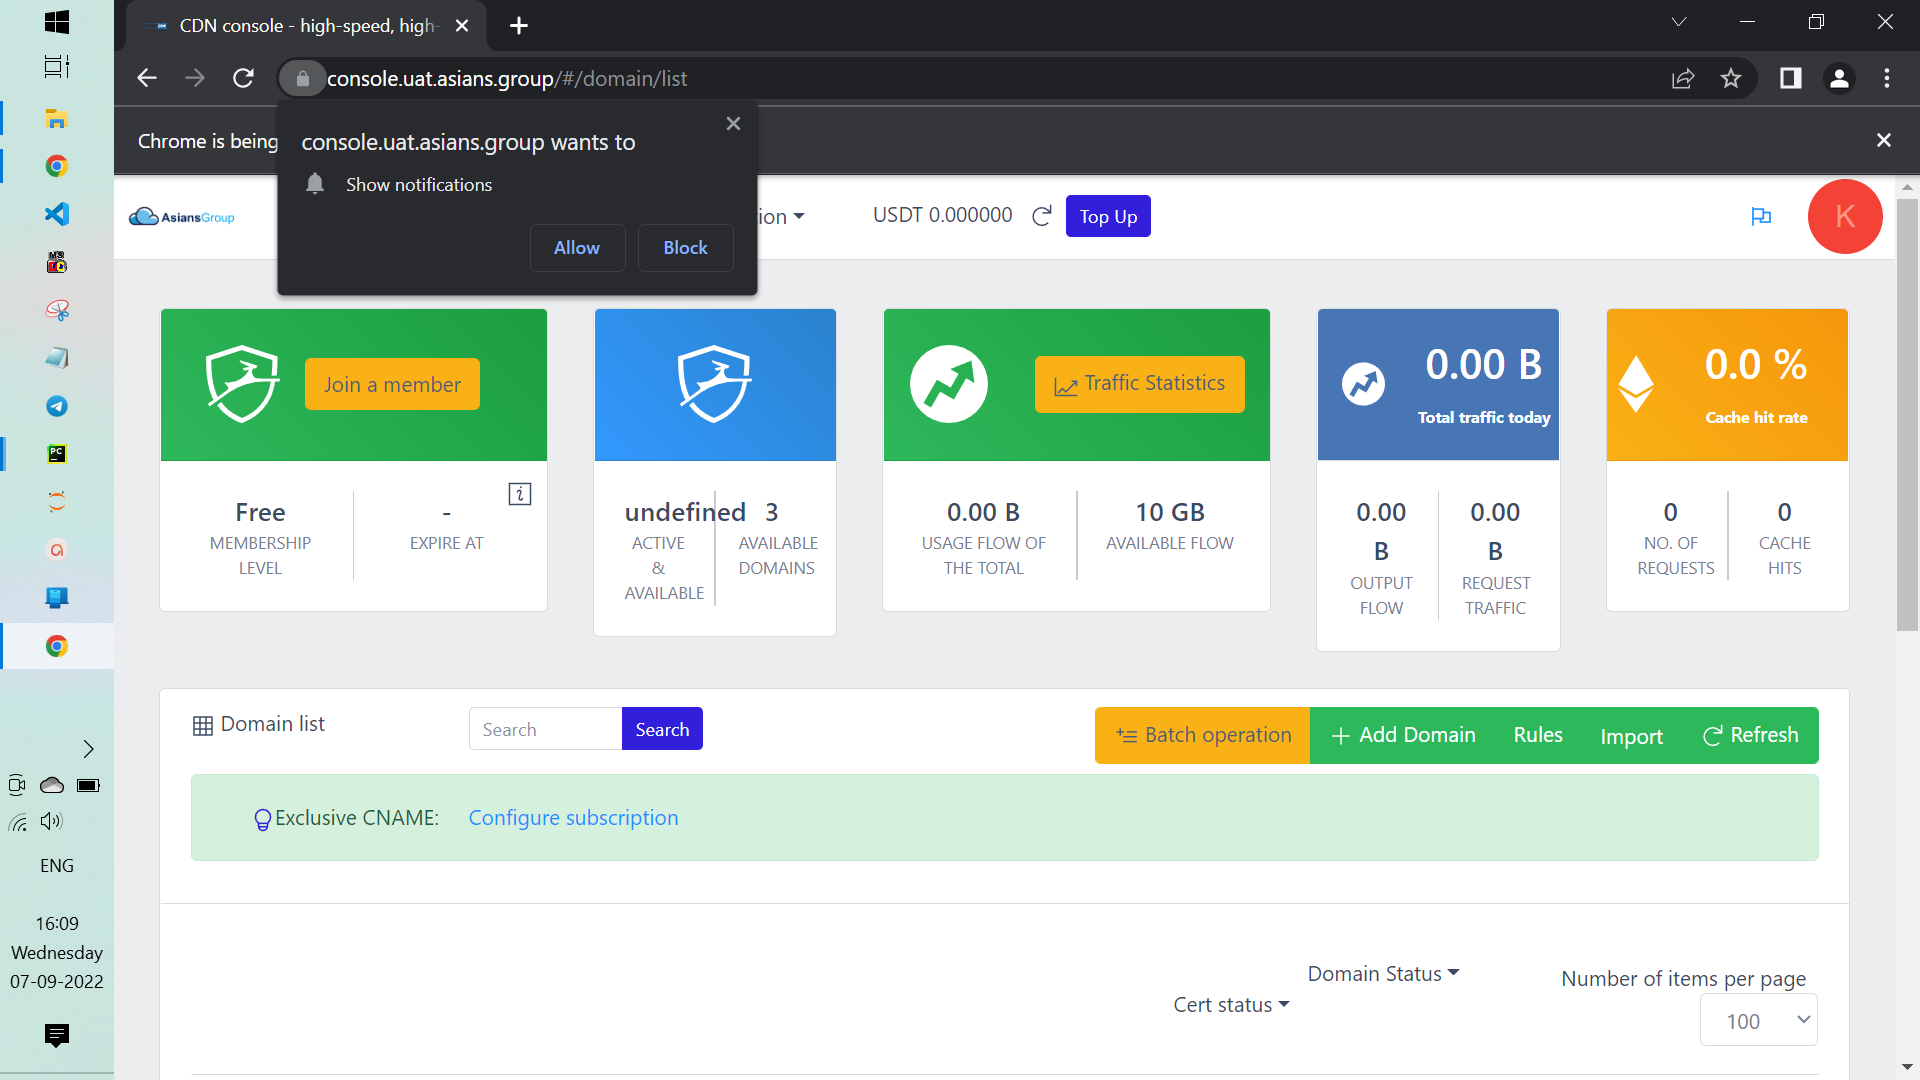 CDN console - high-speed, high-
console.uat.asians.group/#/domain/list
Chrome is being
console.uat.asians.group wants to
Show notifications
Allow
Block
AsiansGroup
ion
USDT 0.000000
Top Up
K
Join a member
Traffic Statistics
0.00 B
Total traffic today
0.0 %
Cache hit rate
Free
MEMBERSHIP
LEVEL
-
EXPIRE AT
undefined
ACTIVE
&
AVAILABLE
3
AVAILABLE
DOMAINS
0.00 B
USAGE FLOW OF
THE TOTAL
10 GB
AVAILABLE FLOW
0.00
B
OUTPUT
FLOW
0.00
B
REQUEST
TRAFFIC
0
NO. OF
REQUESTS
0
CACHE
HITS
Domain list
Search
Search
Batch operation
Add Domain
Rules
Import
Refresh
Exclusive CNAME:
Configure subscription
Domain Status
Cert status
Number of items per page
100
PC
ENG
16:09
Wednesday
07-09-2022